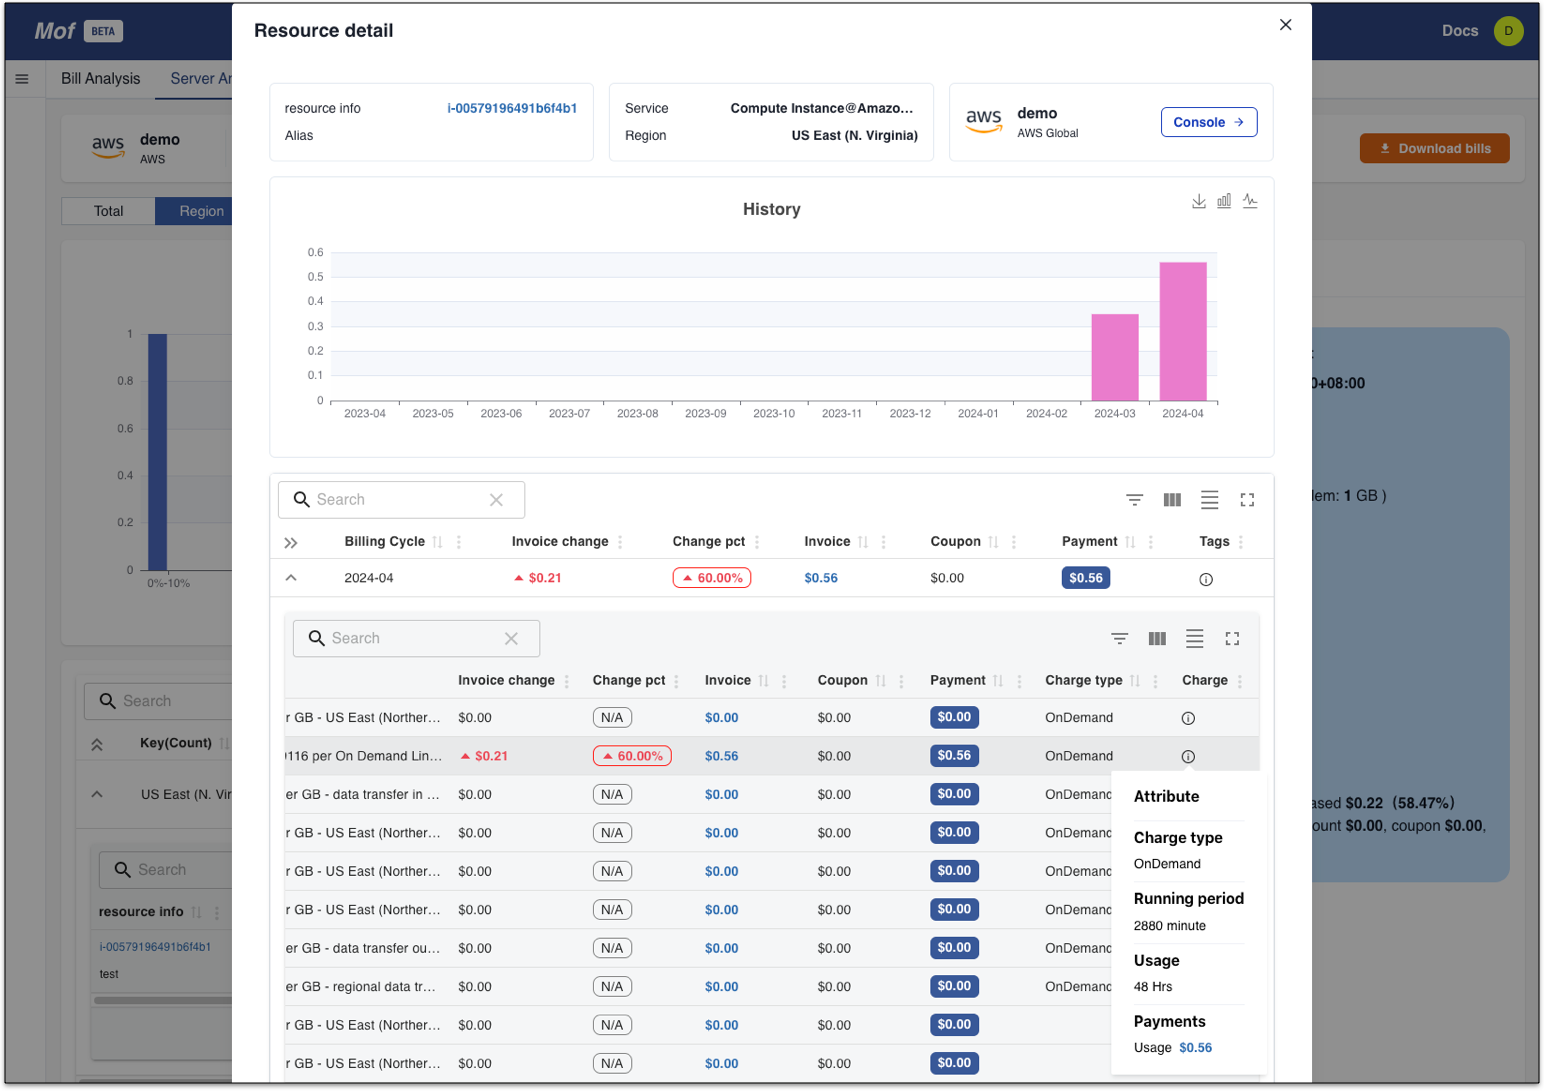 Mof BETA
Resource detail
Docs
D
Bill Analysis
Server Ar
resource info
i-00579196491b6f4b1
Alias
Service
Compute Instance@Amazo...
Region
US East (N. Virginia)
aws
demo
AWS Global
Console →
aws
demo
AWS
Download bills
Total
Region
History
0.6
0.5
0.4
0.3
0.2
0.1
0
2023-04 2023-05 2023-06 2023-07 2023-08 2023-09 2023-10 2023-11 2023-12 2024-01 2024-02 2024-03 2024-04
1
0.8
0.6
0.4
0.2
0
0%-10%
:
0+08:00
lem: 1 GB )
ased $0.22 (58.47%)
ount $0.00, coupon $0.00,
Search
Billing Cycle Invoice change Change pct Invoice Coupon Payment Tags
2024-04 $0.21 60.00% $0.56 $0.00 $0.56
Search
Invoice change Change pct Invoice Coupon Payment Charge type Charge
r GB - US East (Norther... $0.00 N/A $0.00 $0.00 $0.00 OnDemand
0116 per On Demand Lin... $0.21 60.00% $0.56 $0.00 $0.56 OnDemand
er GB - data transfer in ... $0.00 N/A $0.00 $0.00 $0.00 OnDemand
r GB - US East (Norther... $0.00 N/A $0.00 $0.00 $0.00 OnDemand
r GB - US East (Norther... $0.00 N/A $0.00 $0.00 $0.00 OnDemand
r GB - US East (Norther... $0.00 N/A $0.00 $0.00 $0.00 OnDemand
er GB - data transfer ou... $0.00 N/A $0.00 $0.00 $0.00 OnDemand
er GB - regional data tr... $0.00 N/A $0.00 $0.00 $0.00 OnDemand
r GB - US East (Norther... $0.00 N/A $0.00 $0.00 $0.00
r GB - US East (Norther... $0.00 N/A $0.00 $0.00 $0.00
Attribute
Charge type
OnDemand
Running period
2880 minute
Usage
48 Hrs
Payments
Usage $0.56
Search
Key(Count)
US East (N. Vir
Search
resource info
i-00579196491b6f4b1
test